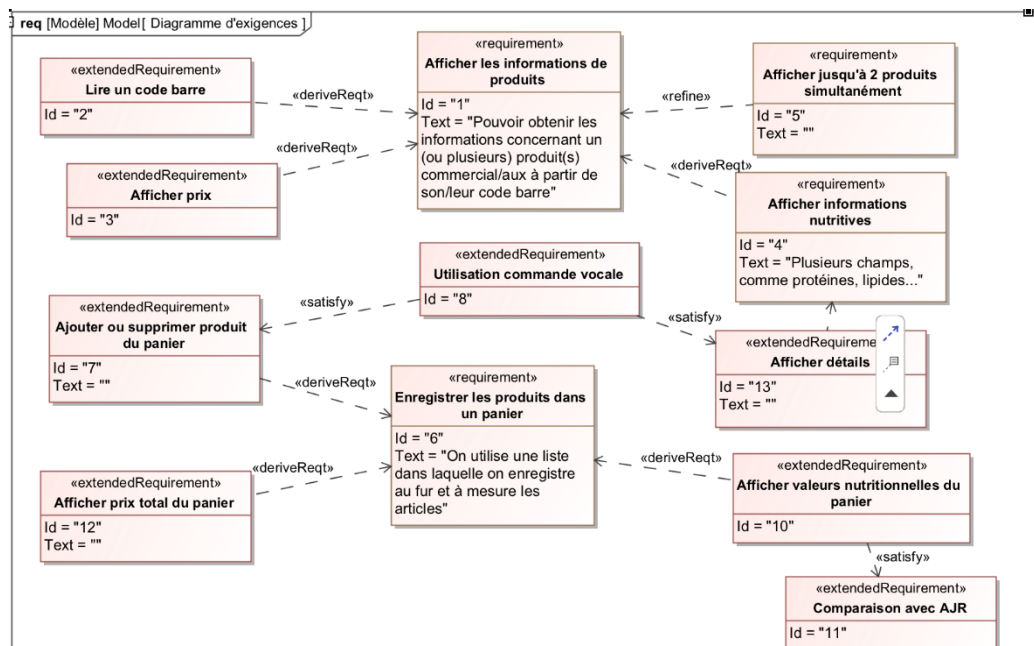 req [Modèle] Model[ Diagramme d'exigences ]
«extendedRequirement»
Lire un code barre
Id = "2"
«deriveReqt»
«requirement»
Afficher les informations de
produits
Id = "1"
Text = "Pouvoir obtenir les
informations concernant un
(ou plusieurs) produit(s)
commercial/aux à partir de
son/leur code barre"
«refine»
«requirement»
Afficher jusqu'à 2 produits
simultanément
Id = "5"
Text = ""
«deriveReqt»
«extendedRequirement»
Afficher prix
Id = "3"
«deriveReqt»
«requirement»
Afficher informations
nutritives
Id = "4"
Text = "Plusieurs champs,
comme protéines, lipides..."
«extendedRequirement»
Utilisation commande vocale
Id = "8"
«satisfy»
«satisfy»
«extendedRequirement»
Ajouter ou supprimer produit
du panier
Id = "7"
Text = ""
«extendedRequireme
Afficher détails
Id = "13"
Text = ""
«deriveReqt»
«requirement»
Enregistrer les produits dans
un panier
Id = "6"
Text = "On utilise une liste
dans laquelle on enregistre
au fur et à mesure les
articles"
«deriveReqt»
«extendedRequirement»
Afficher prix total du panier
Id = "12"
Text = ""
«deriveReqt»
«extendedRequirement»
Afficher valeurs nutritionnelles du
panier
Id = "10"
«satisfy»
«extendedRequirement»
Comparaison avec AJR
Id = "11"